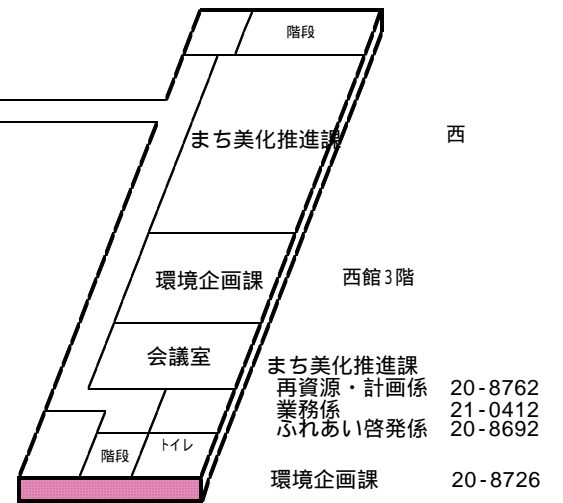 階段
まち美化推進課
西
環境企画課
西館3階
会議室
まち美化推進課
再資源・計画係 20-8762
業務係 21-0412
ふれあい啓発係 20-8692
階段
トイレ
環境企画課 20-8726